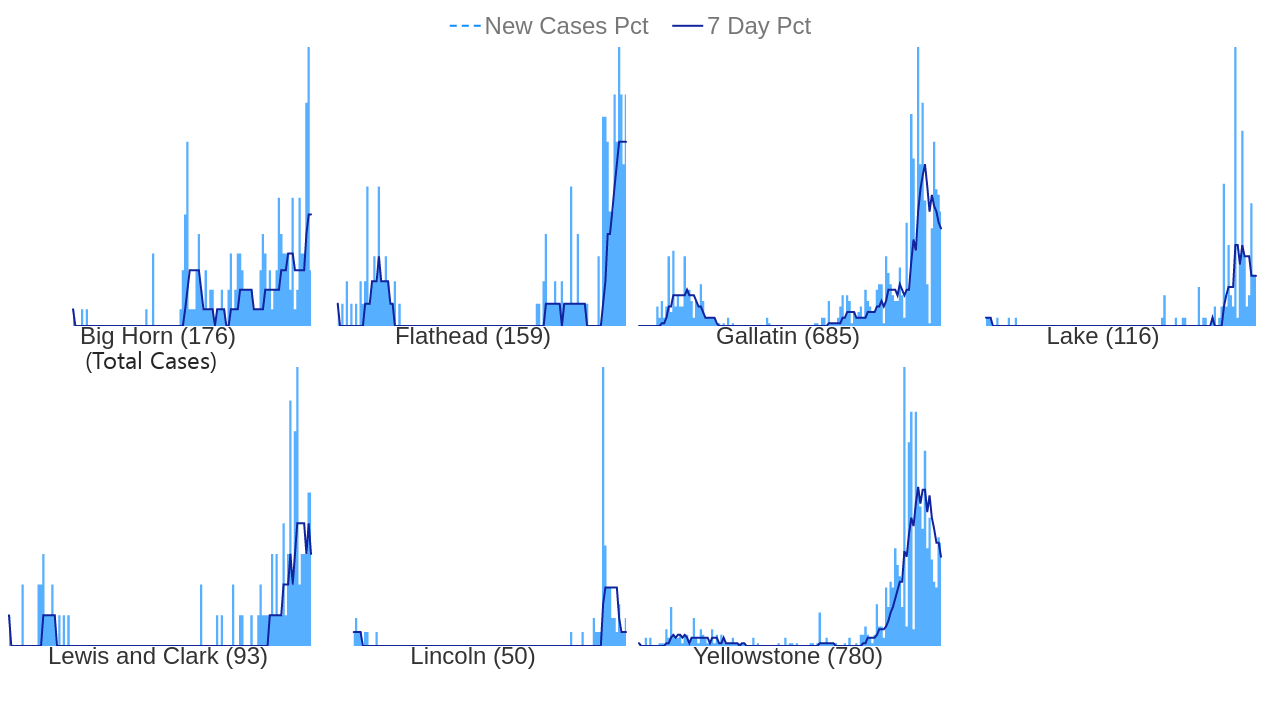 New Cases Pct 7 Day Pct
Big Horn (176) Flathead (159) Gallatin (685) Lake (116)
(Total Cases)
Lewis and Clark (93) Lincoln (50) Yellowstone (780)